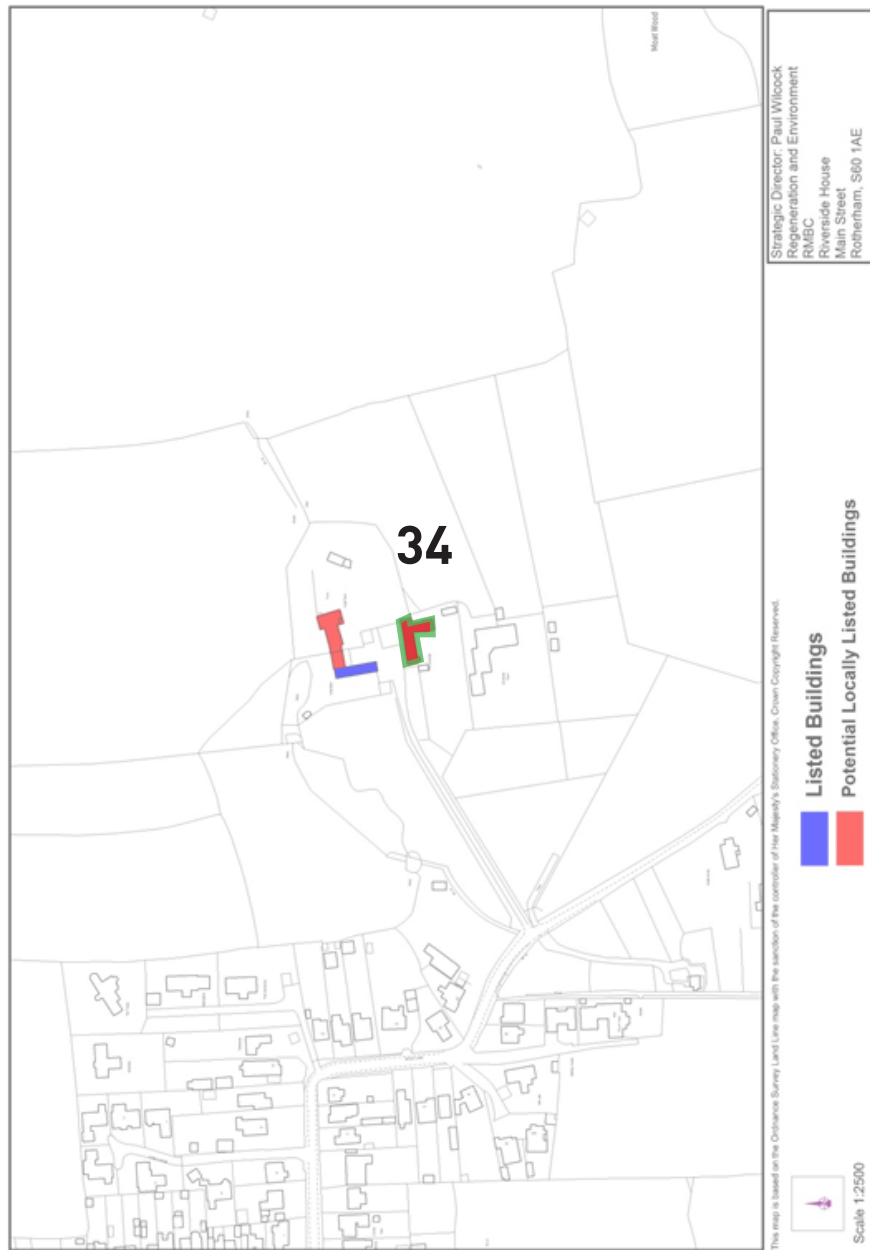 Moat Wood
34
This map is based on the Ordnance Survey Land Line map with the sanction of the controller of Her Majesty's Stationery Office. Crown Copyright Reserved.
Scale 1:2500
Listed Buildings
Potential Locally Listed Buildings
Strategic Director: Paul Wilcock
Regeneration and Environment
RMBC
Riverside House
Main Street
Rotherham, S60 1AE